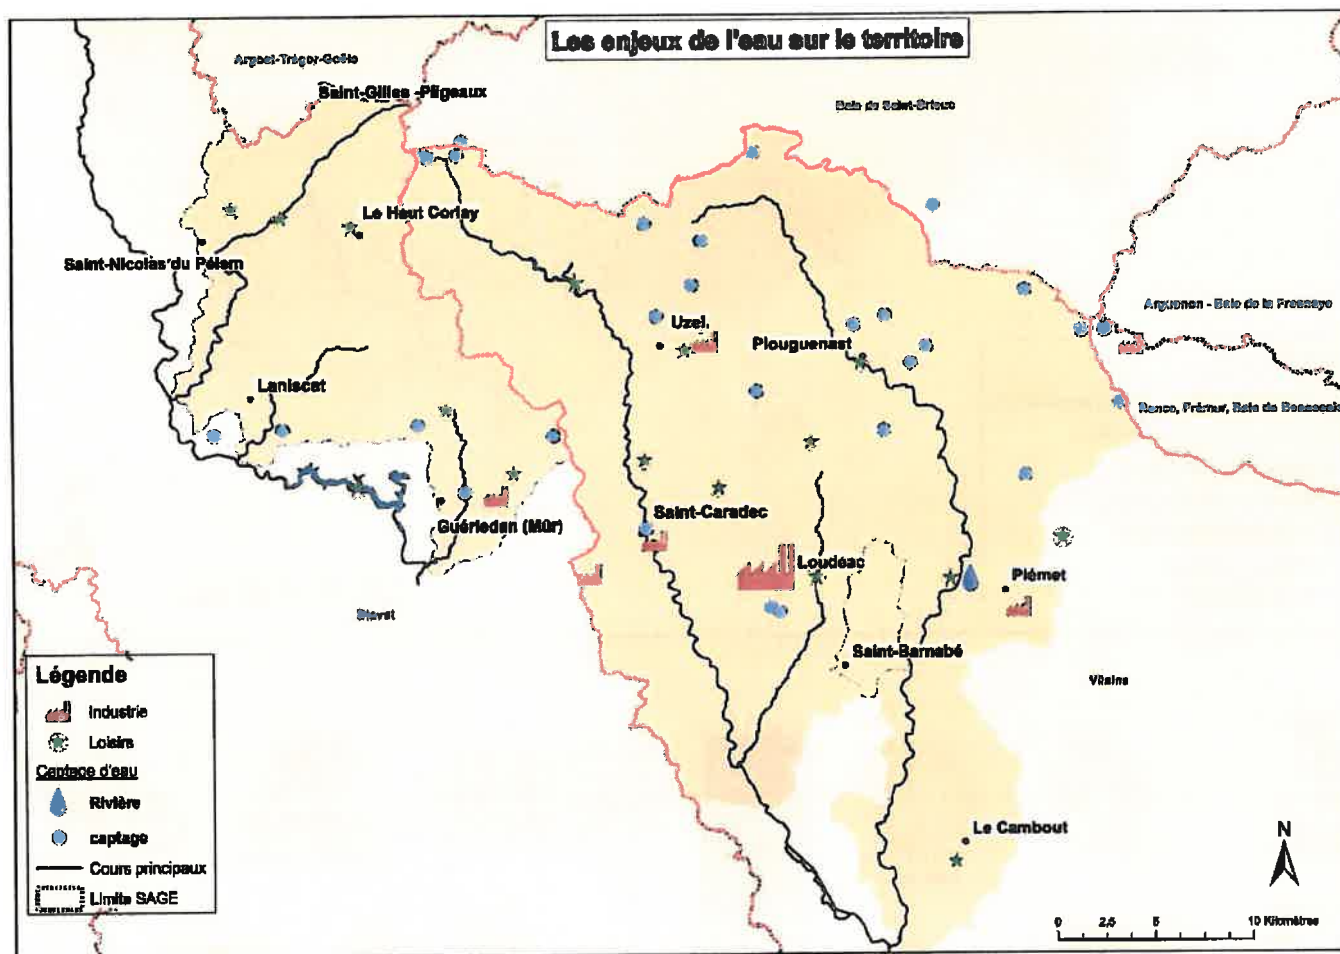 Les enjeux de l'eau sur le territoire
Argoat-Trégor-Goëlo
Saint-Gilles -Pligeaux
Baie de Saint-Brieuc
Le Haut Corlay
Saint-Nicolas du Pélem
Arguenon - Baie de la Fresnaye
Uzel.
Plouguenast
Laniscat
Rance, Frémur, Baie de Beaussais
Saint-Caradec
Guérledan (Mûr)
Loudéac
Plémet
Blavet
Saint-Barnabé
Vilaine
Légende
Industrie
Loisirs
Captage d'eau
Rivière
captage
Cours principaux
Limite SAGE
Le Cambout
N
0 2,5 5 10 Kilomètres